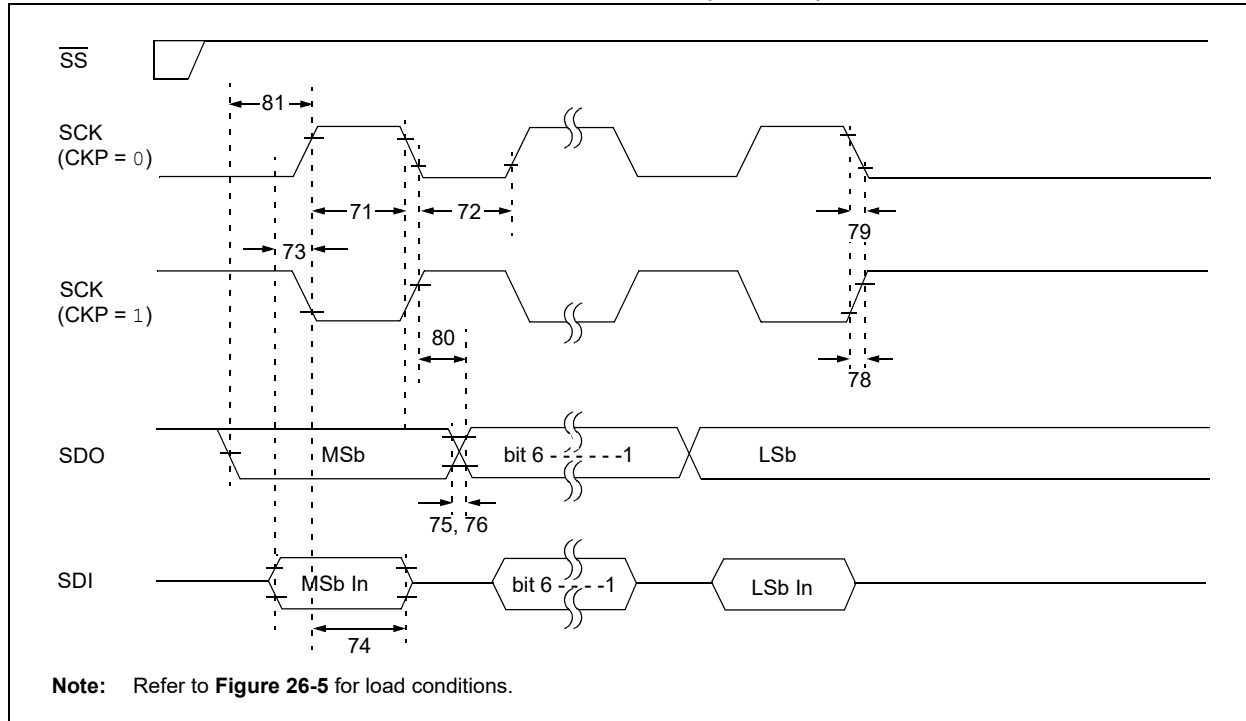 SS
81
SCK
(CKP = 0)
71
72
79
73
SCK
(CKP = 1)
80
78
SDO
MSb
bit 6 - - - - - - -1
LSb
75, 76
SDI
MSb In
bit 6 - - - - -1
LSb In
74
Note: Refer to Figure 26-5 for load conditions.